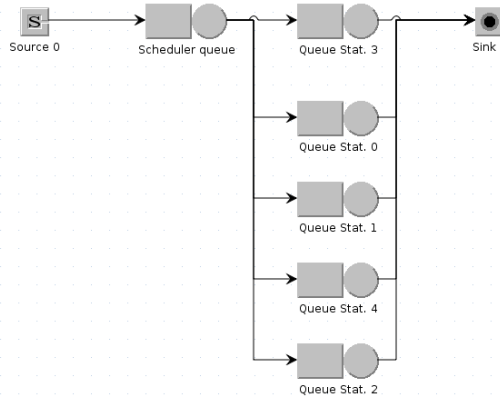 S
Source 0
Scheduler queue
Queue Stat. 3
Sink
Queue Stat. 0
Queue Stat. 1
Queue Stat. 4
Queue Stat. 2